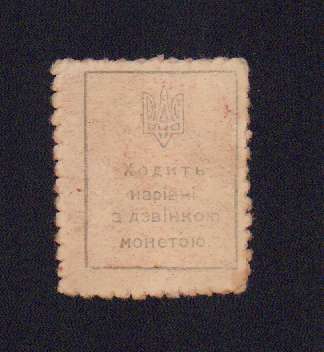 Ходить
нарівні
з дзвінкою
монетою